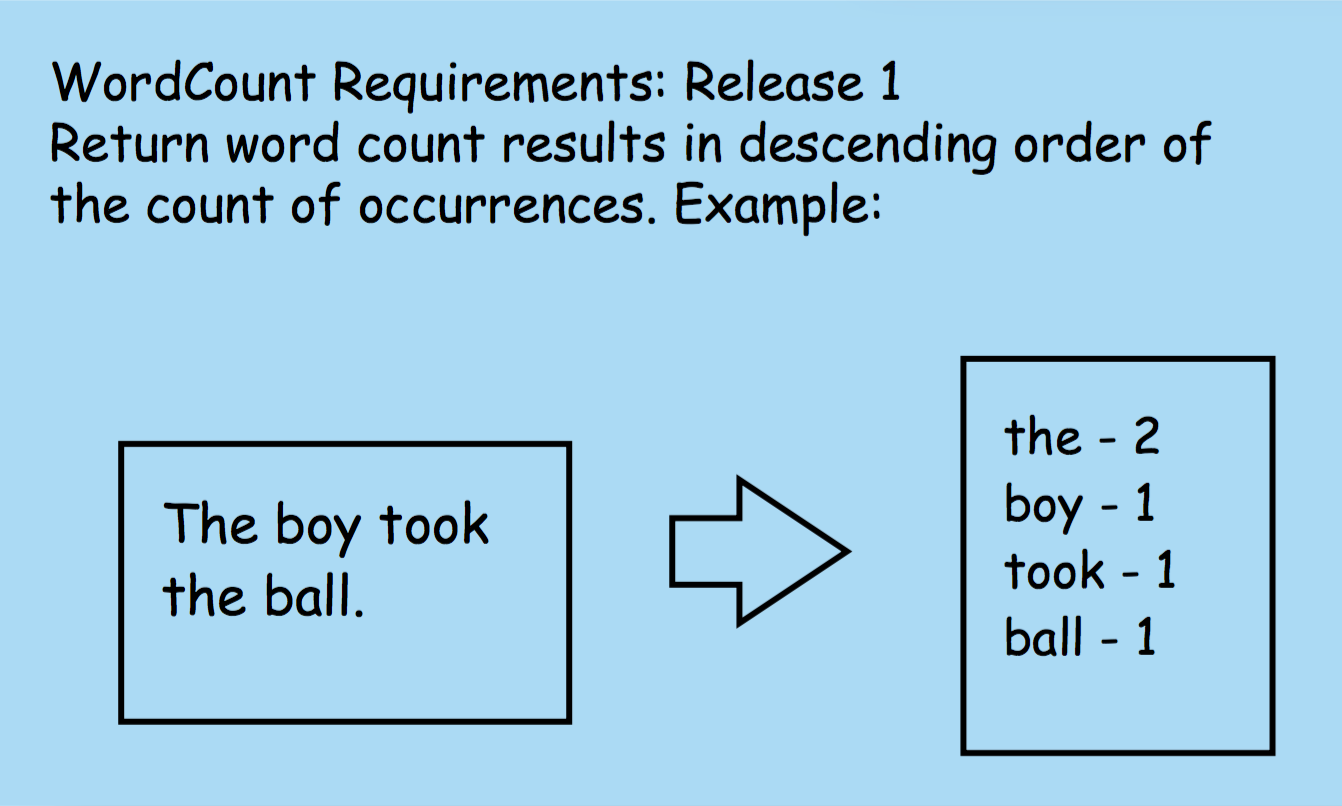 WordCount Requirements: Release 1
Return word count results in descending order of
the count of occurrences. Example:
The boy took
the ball.
the - 2
boy - 1
took - 1
ball - 1